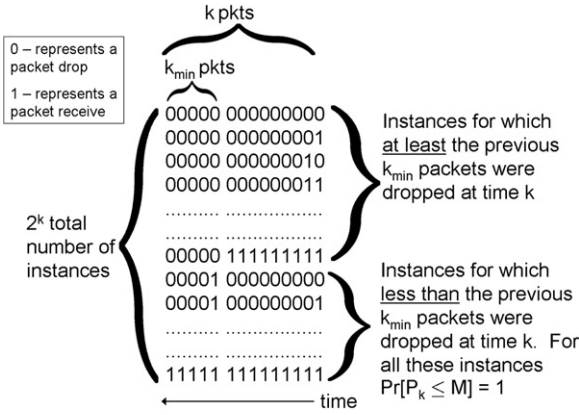 k pkts
0 – represents a
packet drop
1 – represents a
packet receive
k_min pkts
00000 000000000
00000 000000001
00000 000000010
00000 000000011
......... ...............
......... ...............
00000 111111111
00001 000000000
00001 000000001
......... ...............
......... ...............
11111 111111111
2^k total
number of
instances
Instances for which
at least the previous
k_min packets were
dropped at time k
Instances for which
less than the previous
k_min packets were
dropped at time k. For
all these instances
Pr[P_k ≤ M] = 1
time